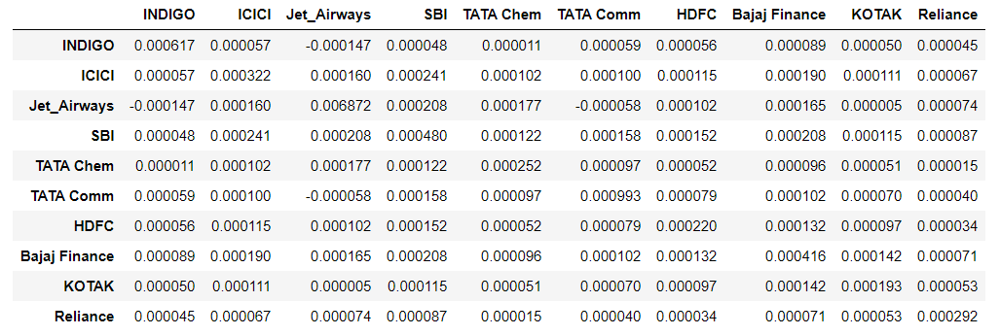 INDIGO ICICI Jet_Airways SBI TATA Chem TATA Comm HDFC Bajaj Finance KOTAK Reliance
INDIGO 0.000617 0.000057 -0.000147 0.000048 0.000011 0.000059 0.000056 0.000089 0.000050 0.000045
ICICI 0.000057 0.000322 0.000160 0.000241 0.000102 0.000100 0.000115 0.000190 0.000111 0.000067
Jet_Airways -0.000147 0.000160 0.006872 0.000208 0.000177 -0.000058 0.000102 0.000165 0.000005 0.000074
SBI 0.000048 0.000241 0.000208 0.000480 0.000122 0.000158 0.000152 0.000208 0.000115 0.000087
TATA Chem 0.000011 0.000102 0.000177 0.000122 0.000252 0.000097 0.000052 0.000096 0.000051 0.000015
TATA Comm 0.000059 0.000100 -0.000058 0.000158 0.000097 0.000993 0.000079 0.000102 0.000070 0.000040
HDFC 0.000056 0.000115 0.000102 0.000152 0.000052 0.000079 0.000220 0.000132 0.000097 0.000034
Bajaj Finance 0.000089 0.000190 0.000165 0.000208 0.000096 0.000102 0.000132 0.000416 0.000142 0.000071
KOTAK 0.000050 0.000111 0.000005 0.000115 0.000051 0.000070 0.000097 0.000142 0.000193 0.000053
Reliance 0.000045 0.000067 0.000074 0.000087 0.000015 0.000040 0.000034 0.000071 0.000053 0.000292